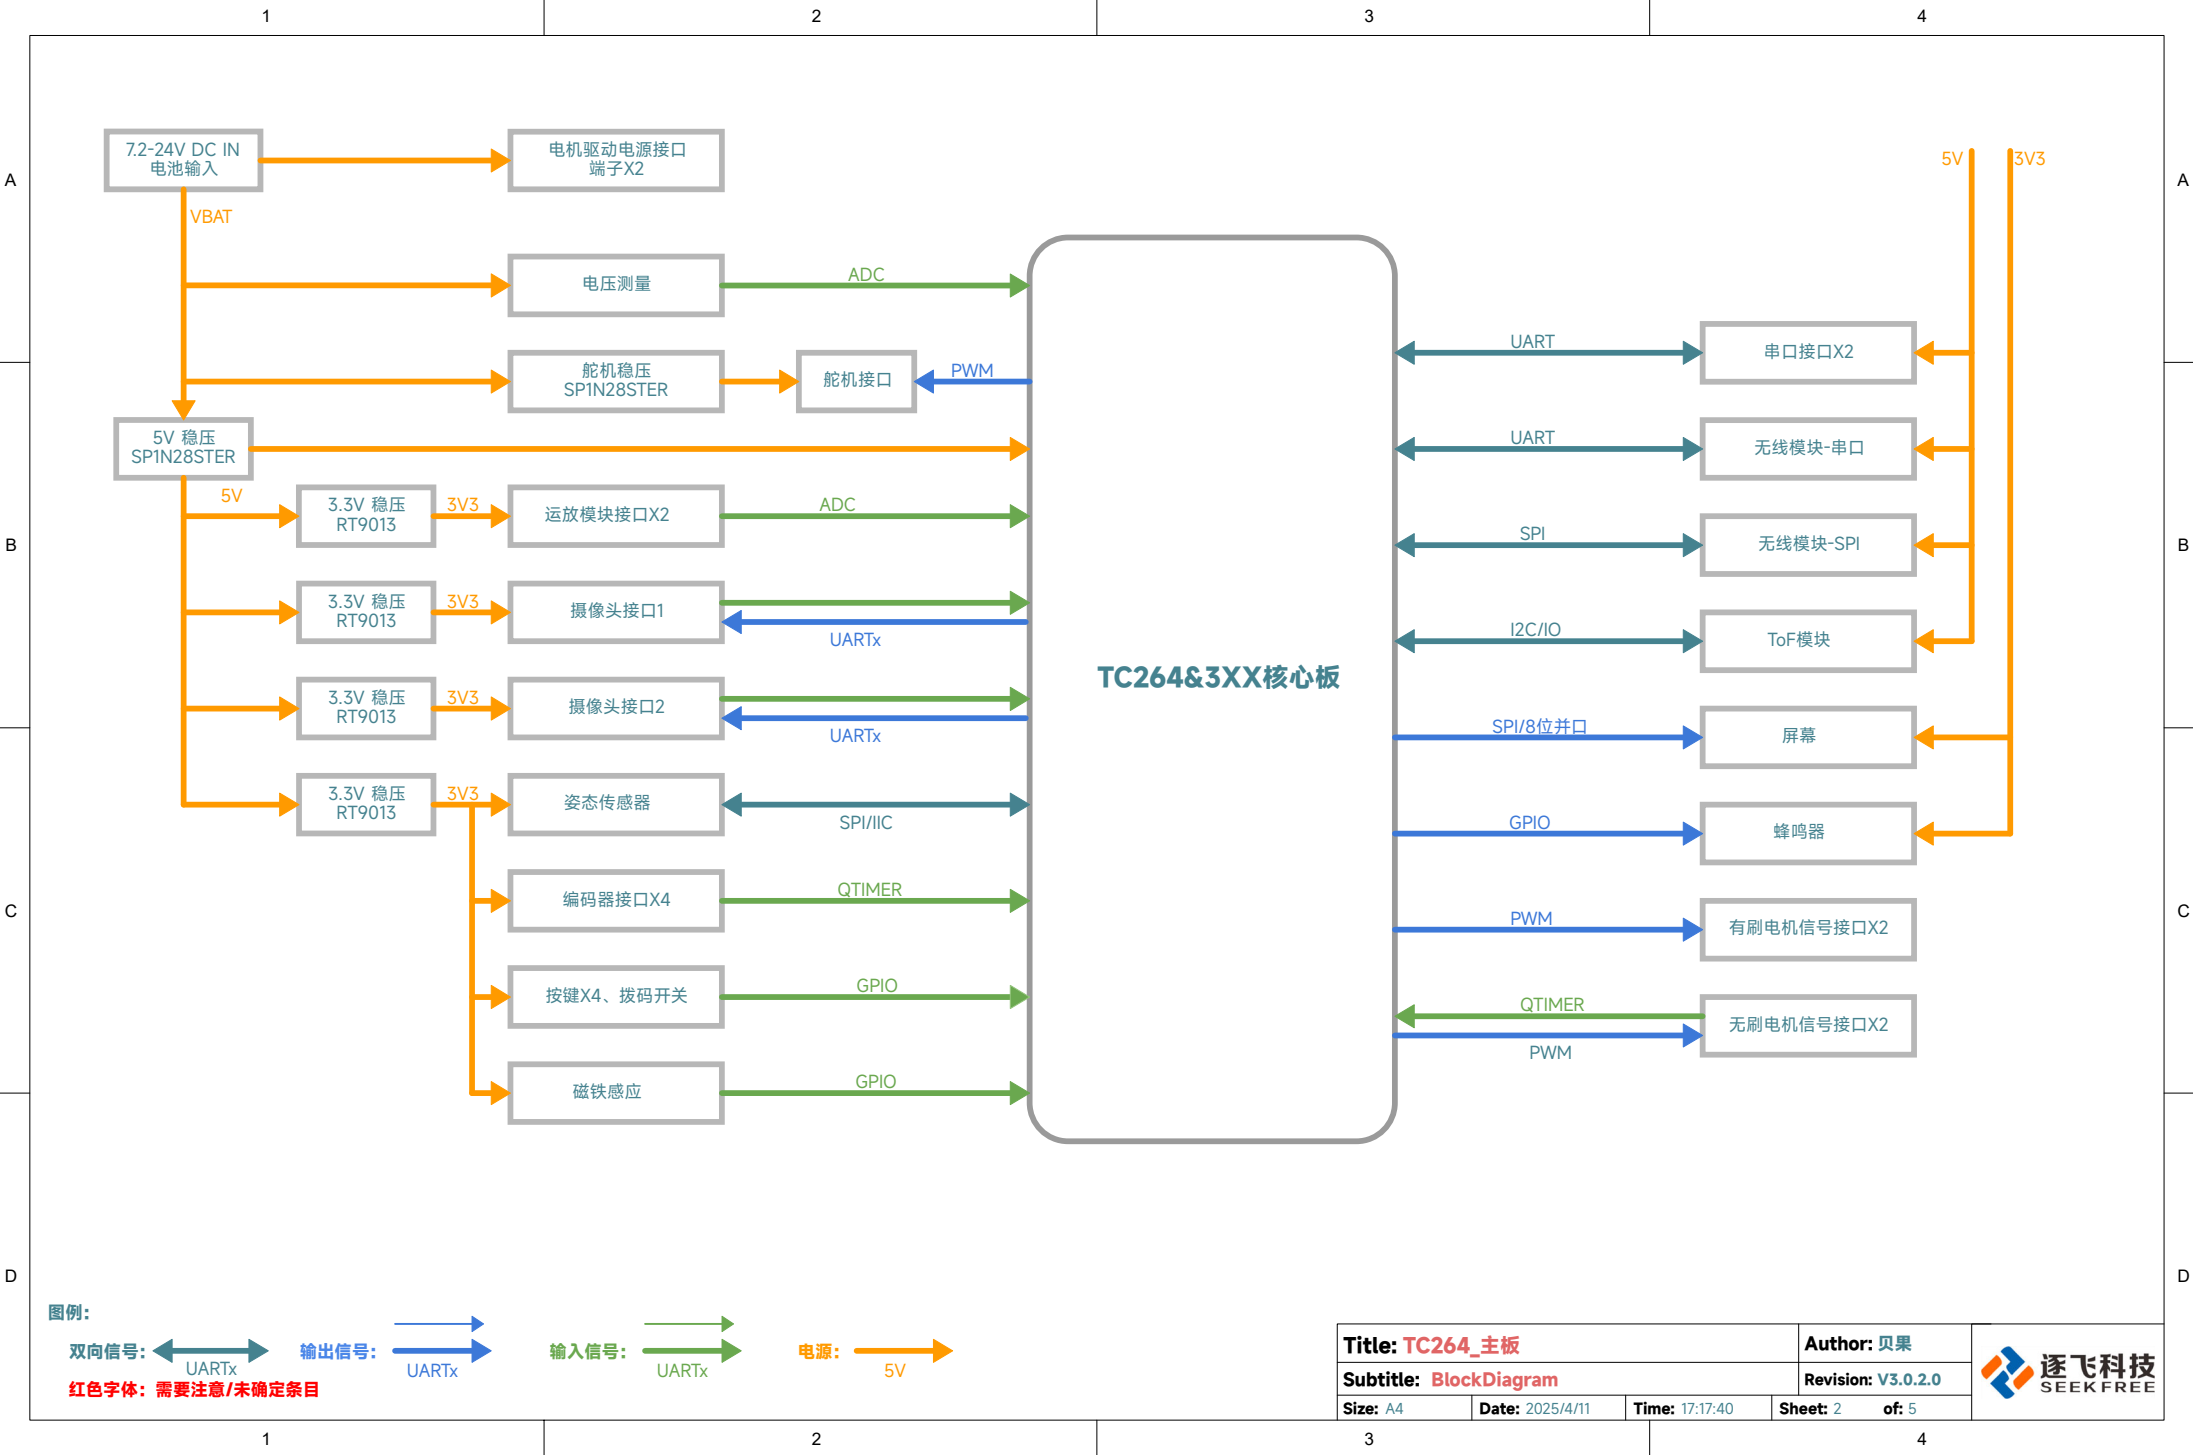 1
2
3
4
A
A
7.2-24V DC IN
电池输入
电机驱动电源接口
端子X2
5V
3V3
VBAT
电压测量
ADC
UART
串口接口X2
舵机稳压
SP1N28STER
舵机接口
PWM
5V 稳压
SP1N28STER
UART
无线模块-串口
5V
3.3V 稳压
RT9013
3V3
运放模块接口X2
ADC
SPI
无线模块-SPI
B
B
3.3V 稳压
RT9013
3V3
摄像头接口1
UARTx
I2C/IO
ToF模块
TC264&3XX核心板
3.3V 稳压
RT9013
3V3
摄像头接口2
UARTx
SPI/8位并口
屏幕
3.3V 稳压
RT9013
3V3
姿态传感器
SPI/IIC
GPIO
蜂鸣器
编码器接口X4
QTIMER
C
C
PWM
有刷电机信号接口X2
按键X4、拨码开关
GPIO
QTIMER
无刷电机信号接口X2
PWM
磁铁感应
GPIO
D
D
图例：
双向信号：
UARTx
输出信号：
UARTx
输入信号：
UARTx
电源：
5V
红色字体：需要注意/未确定条目
Title: TC264_主板
Author: 贝果
Subtitle: BlockDiagram
Revision: V3.0.2.0
Size: A4
Date: 2025/4/11
Time: 17:17:40
Sheet: 2 of: 5
逐飞科技
SEEKFREE
1
2
3
4